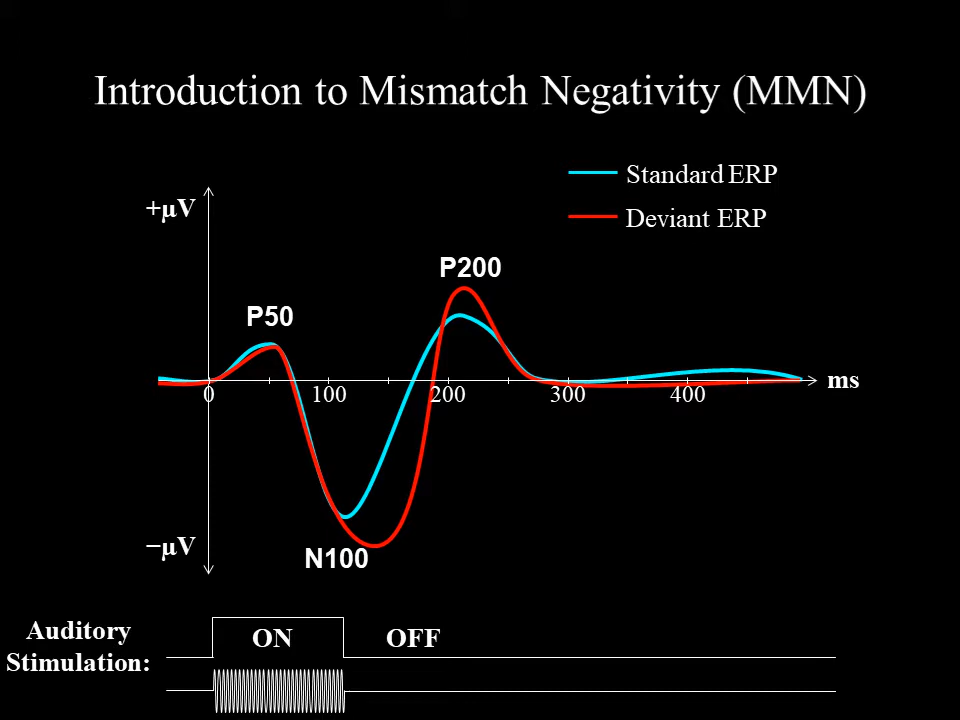 Introduction to Mismatch Negativity (MMN)
Standard ERP
Deviant ERP
+μV
P200
P50
0 100 200 300 400 ms
−μV
N100
Auditory
Stimulation:
ON OFF